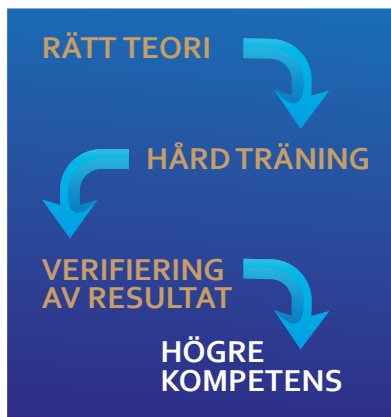 RÄTT TEORI
HÅRD TRÄNING
VERIFIERING
AV RESULTAT
HÖGRE
KOMPETENS